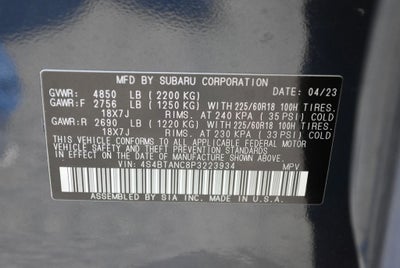 MFD BY SUBARU CORPORATION
GVWR: 4850 LB (2200 KG) DATE: 04/23
GAWR:F 2756 LB (1250 KG) WITH 225/60R18 100H TIRES.
18X7J RIMS. AT 240 KPA (35 PSI) COLD
GAWR:R 2690 LB (1220 KG) WITH 225/60R18 100H TIRES.
18X7J RIMS. AT 230 KPA (33 PSI) COLD
THIS VEHICLE CONFORMS TO ALL APPLICABLE FEDERAL MOTOR
VEHICLE SAFETY AND THEFT PREVENTION STANDARDS IN
EFFECT ON THE DATE OF MANUFACTURE SHOWN ABOVE.
VIN: 4S4BTANC8P3223934 MPV
ASSEMBLED BY SIA INC. MADE IN U.S.A.